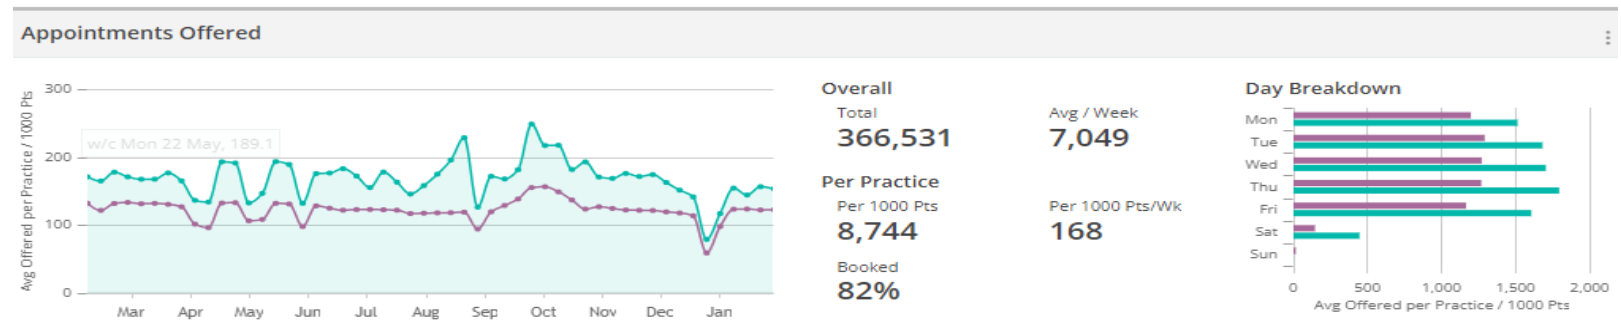 Appointments Offered
Avg Offered per Practice / 1000 Pts
300
200
100
0
w/c Mon 22 May, 189.1
Mar Apr May Jun Jul Aug Sep Oct Nov Dec Jan
Overall
Total Avg / Week
366,531 7,049
Per Practice
Per 1000 Pts Per 1000 Pts/Wk
8,744 168
Booked
82%
Day Breakdown
Mon
Tue
Wed
Thu
Fri
Sat
Sun
0 500 1,000 1,500 2,000
Avg Offered per Practice / 1000 Pts